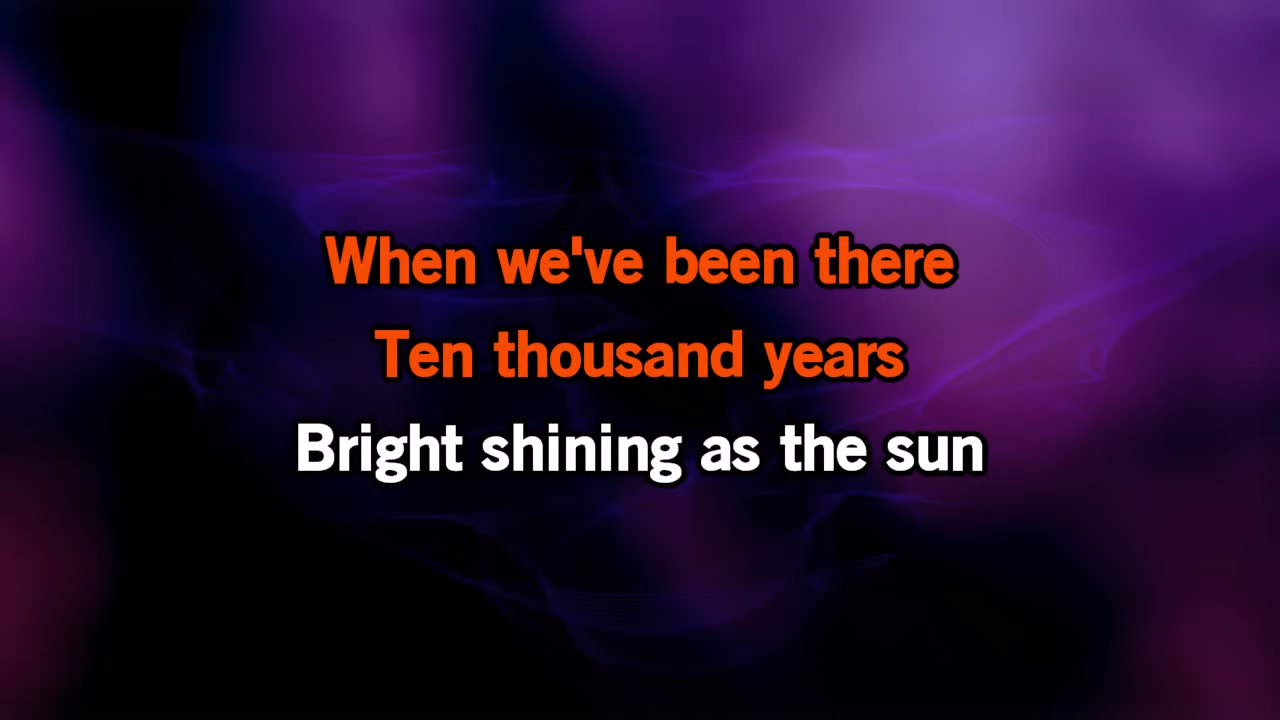 When we've been there
Ten thousand years
Bright shining as the sun